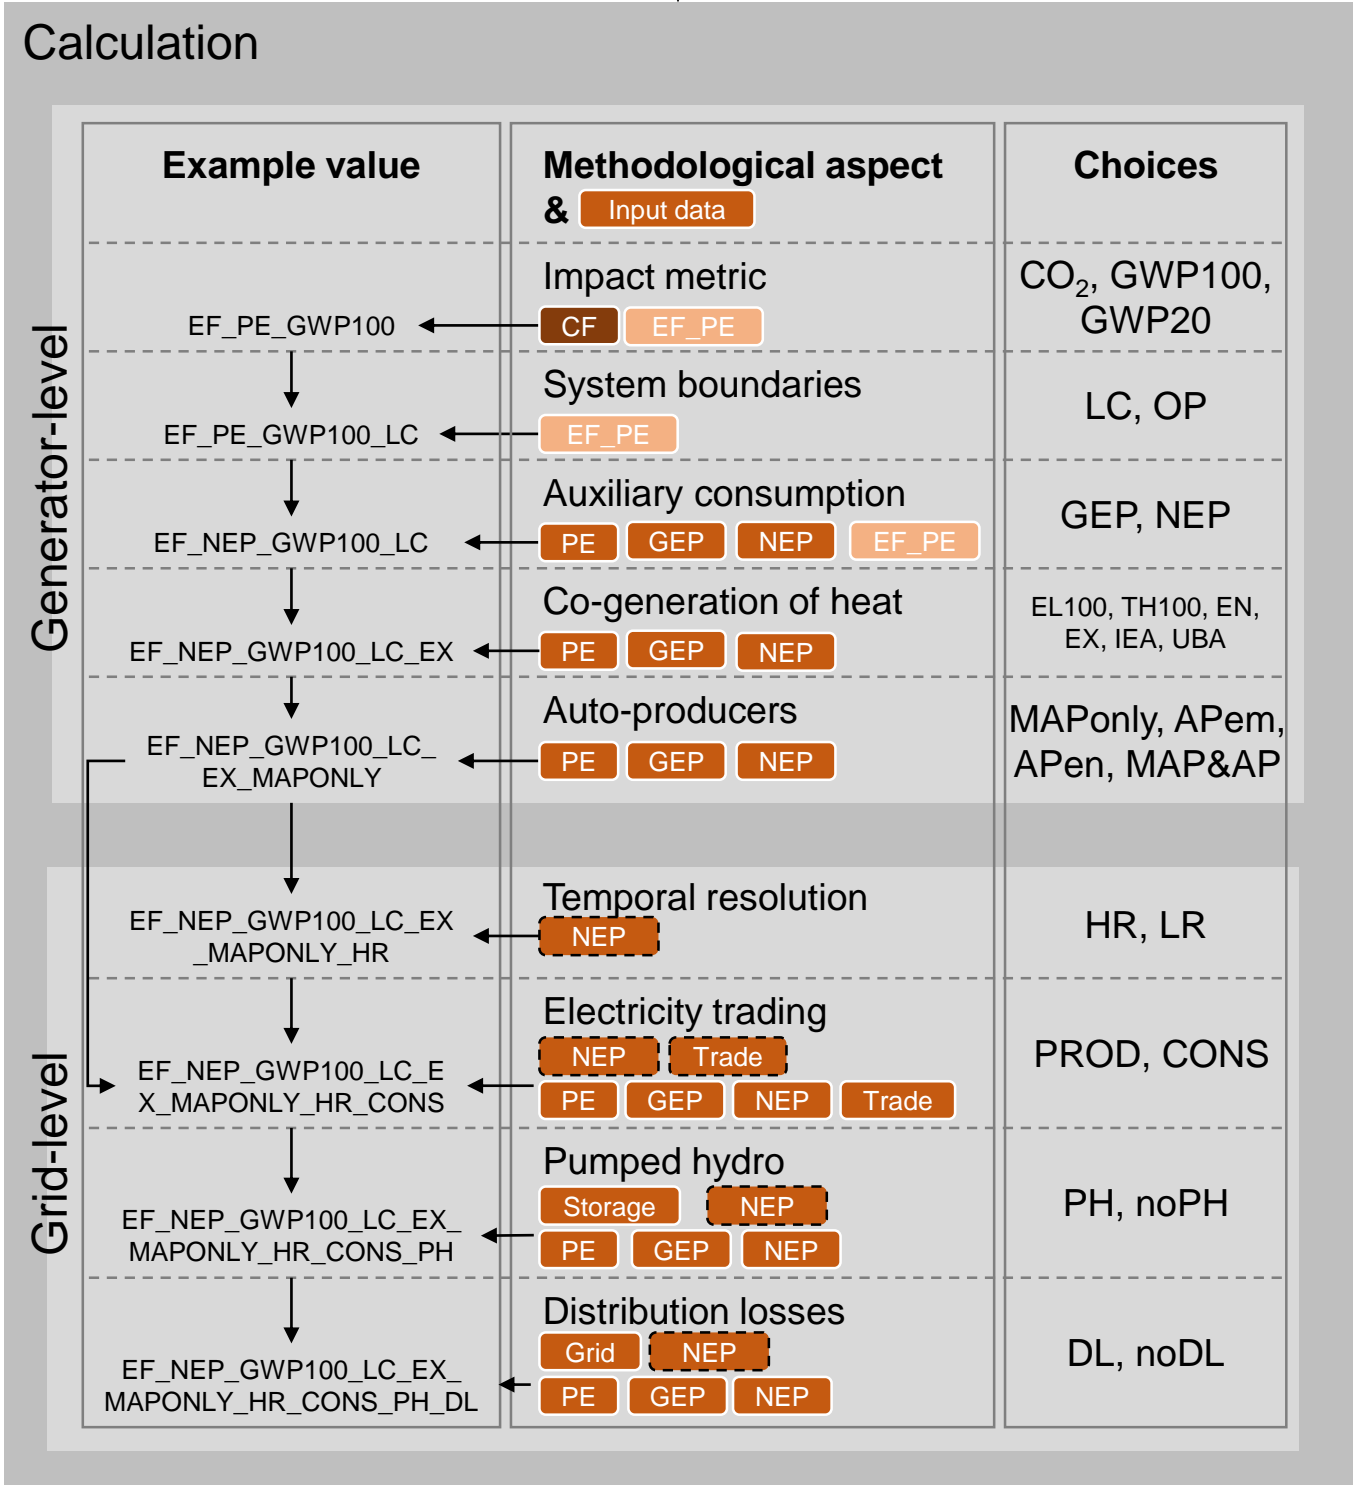 Calculation
Example value
Methodological aspect
& Input data
Choices
Generator-level
Impact metric
CF EF_PE
EF_PE_GWP100
CO2, GWP100,
GWP20
System boundaries
EF_PE
EF_PE_GWP100_LC
LC, OP
Auxiliary consumption
PE GEP NEP EF_PE
EF_NEP_GWP100_LC
GEP, NEP
Co-generation of heat
PE GEP NEP
EF_NEP_GWP100_LC_EX
EL100, TH100, EN,
EX, IEA, UBA
Auto-producers
PE GEP NEP
EF_NEP_GWP100_LC_
EX_MAPONLY
MAPonly, APem,
APen, MAP&AP
Grid-level
Temporal resolution
NEP
EF_NEP_GWP100_LC_EX
_MAPONLY_HR
HR, LR
Electricity trading
NEP Trade
PE GEP NEP Trade
EF_NEP_GWP100_LC_E
X_MAPONLY_HR_CONS
PROD, CONS
Pumped hydro
Storage NEP
PE GEP NEP
EF_NEP_GWP100_LC_EX_
MAPONLY_HR_CONS_PH
PH, noPH
Distribution losses
Grid NEP
PE GEP NEP
EF_NEP_GWP100_LC_EX_
MAPONLY_HR_CONS_PH_DL
DL, noDL